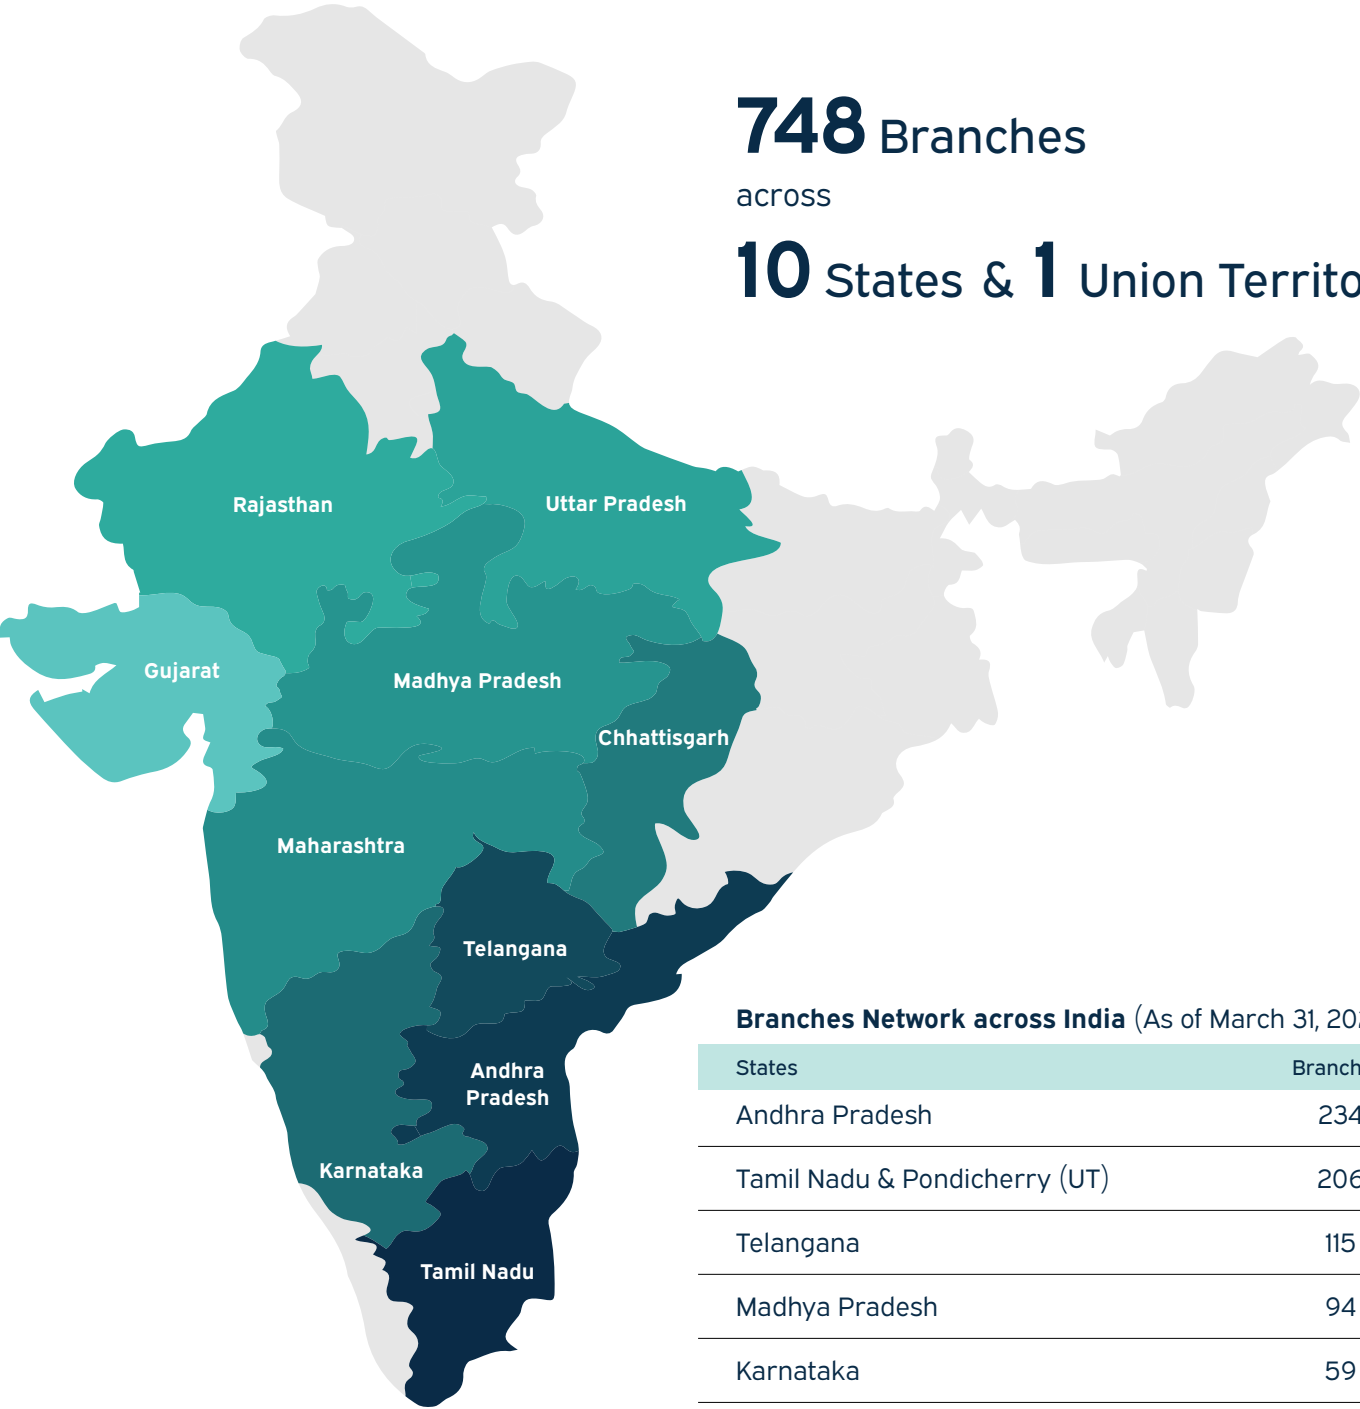 748 Branches
across
10 States & 1 Union Territo
Rajasthan
Uttar Pradesh
Gujarat
Madhya Pradesh
Chhattisgarh
Maharashtra
Telangana
Andhra
Pradesh
Karnataka
Tamil Nadu
Branches Network across India (As of March 31, 202
States Branch
Andhra Pradesh 234
Tamil Nadu & Pondicherry (UT) 206
Telangana 115
Madhya Pradesh 94
Karnataka 59